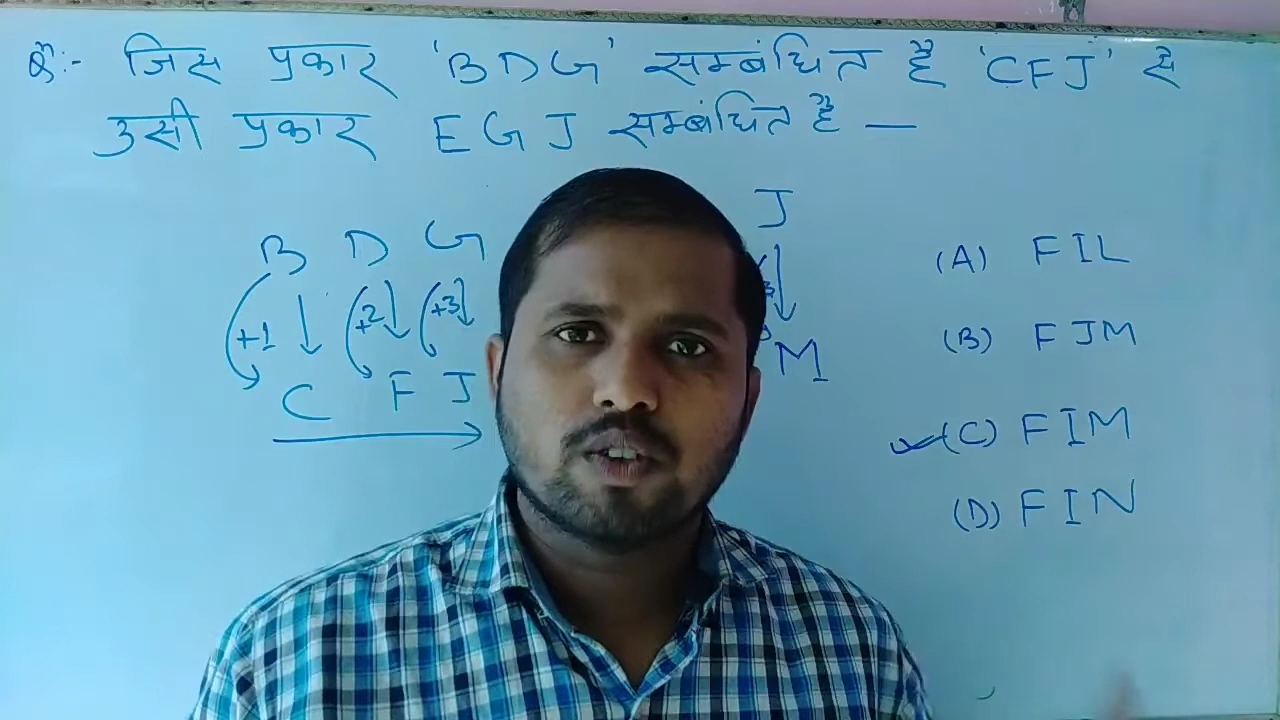 प्रः- जिस प्रकार 'BDG' सम्बंधित है 'CFJ' से
उसी प्रकार EGJ सम्बंधित है —
B D G J
+1 +2 +3
C F J M
(A) FIL
(B) FJM
(C) FIM
(D) FIN